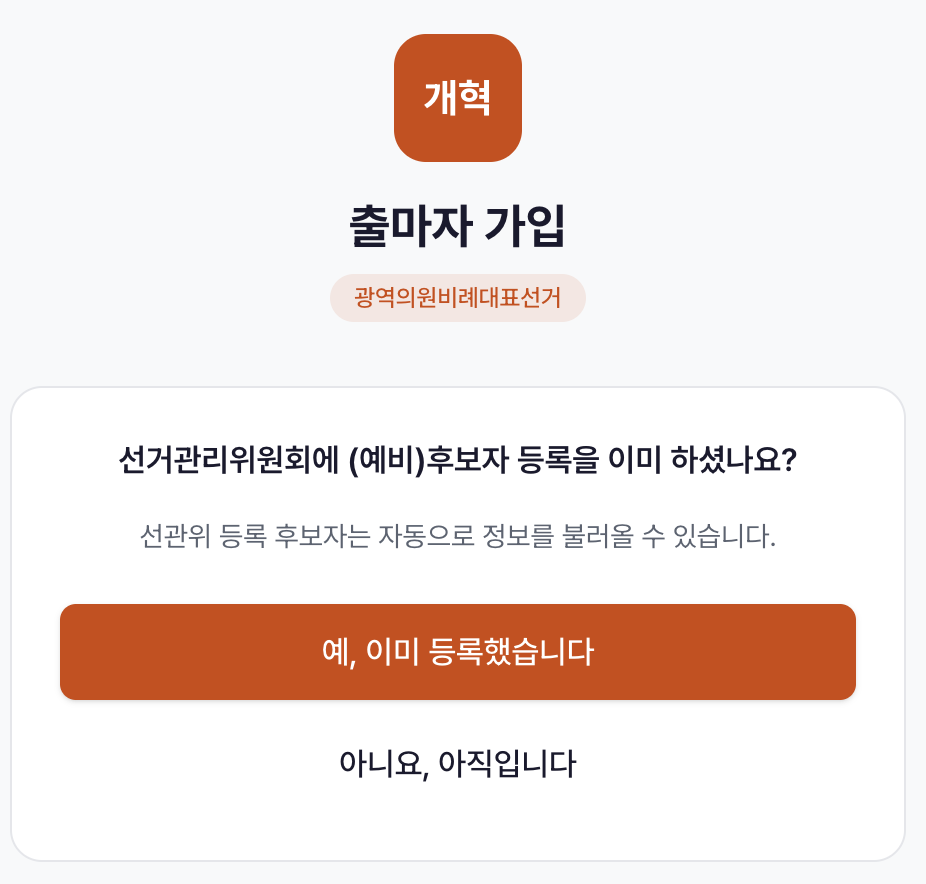 개혁
출마자 가입
광역의원비례대표선거
선거관리위원회에 (예비)후보자 등록을 이미 하셨나요?
선관위 등록 후보자는 자동으로 정보를 불러올 수 있습니다.
예, 이미 등록했습니다
아니요, 아직입니다